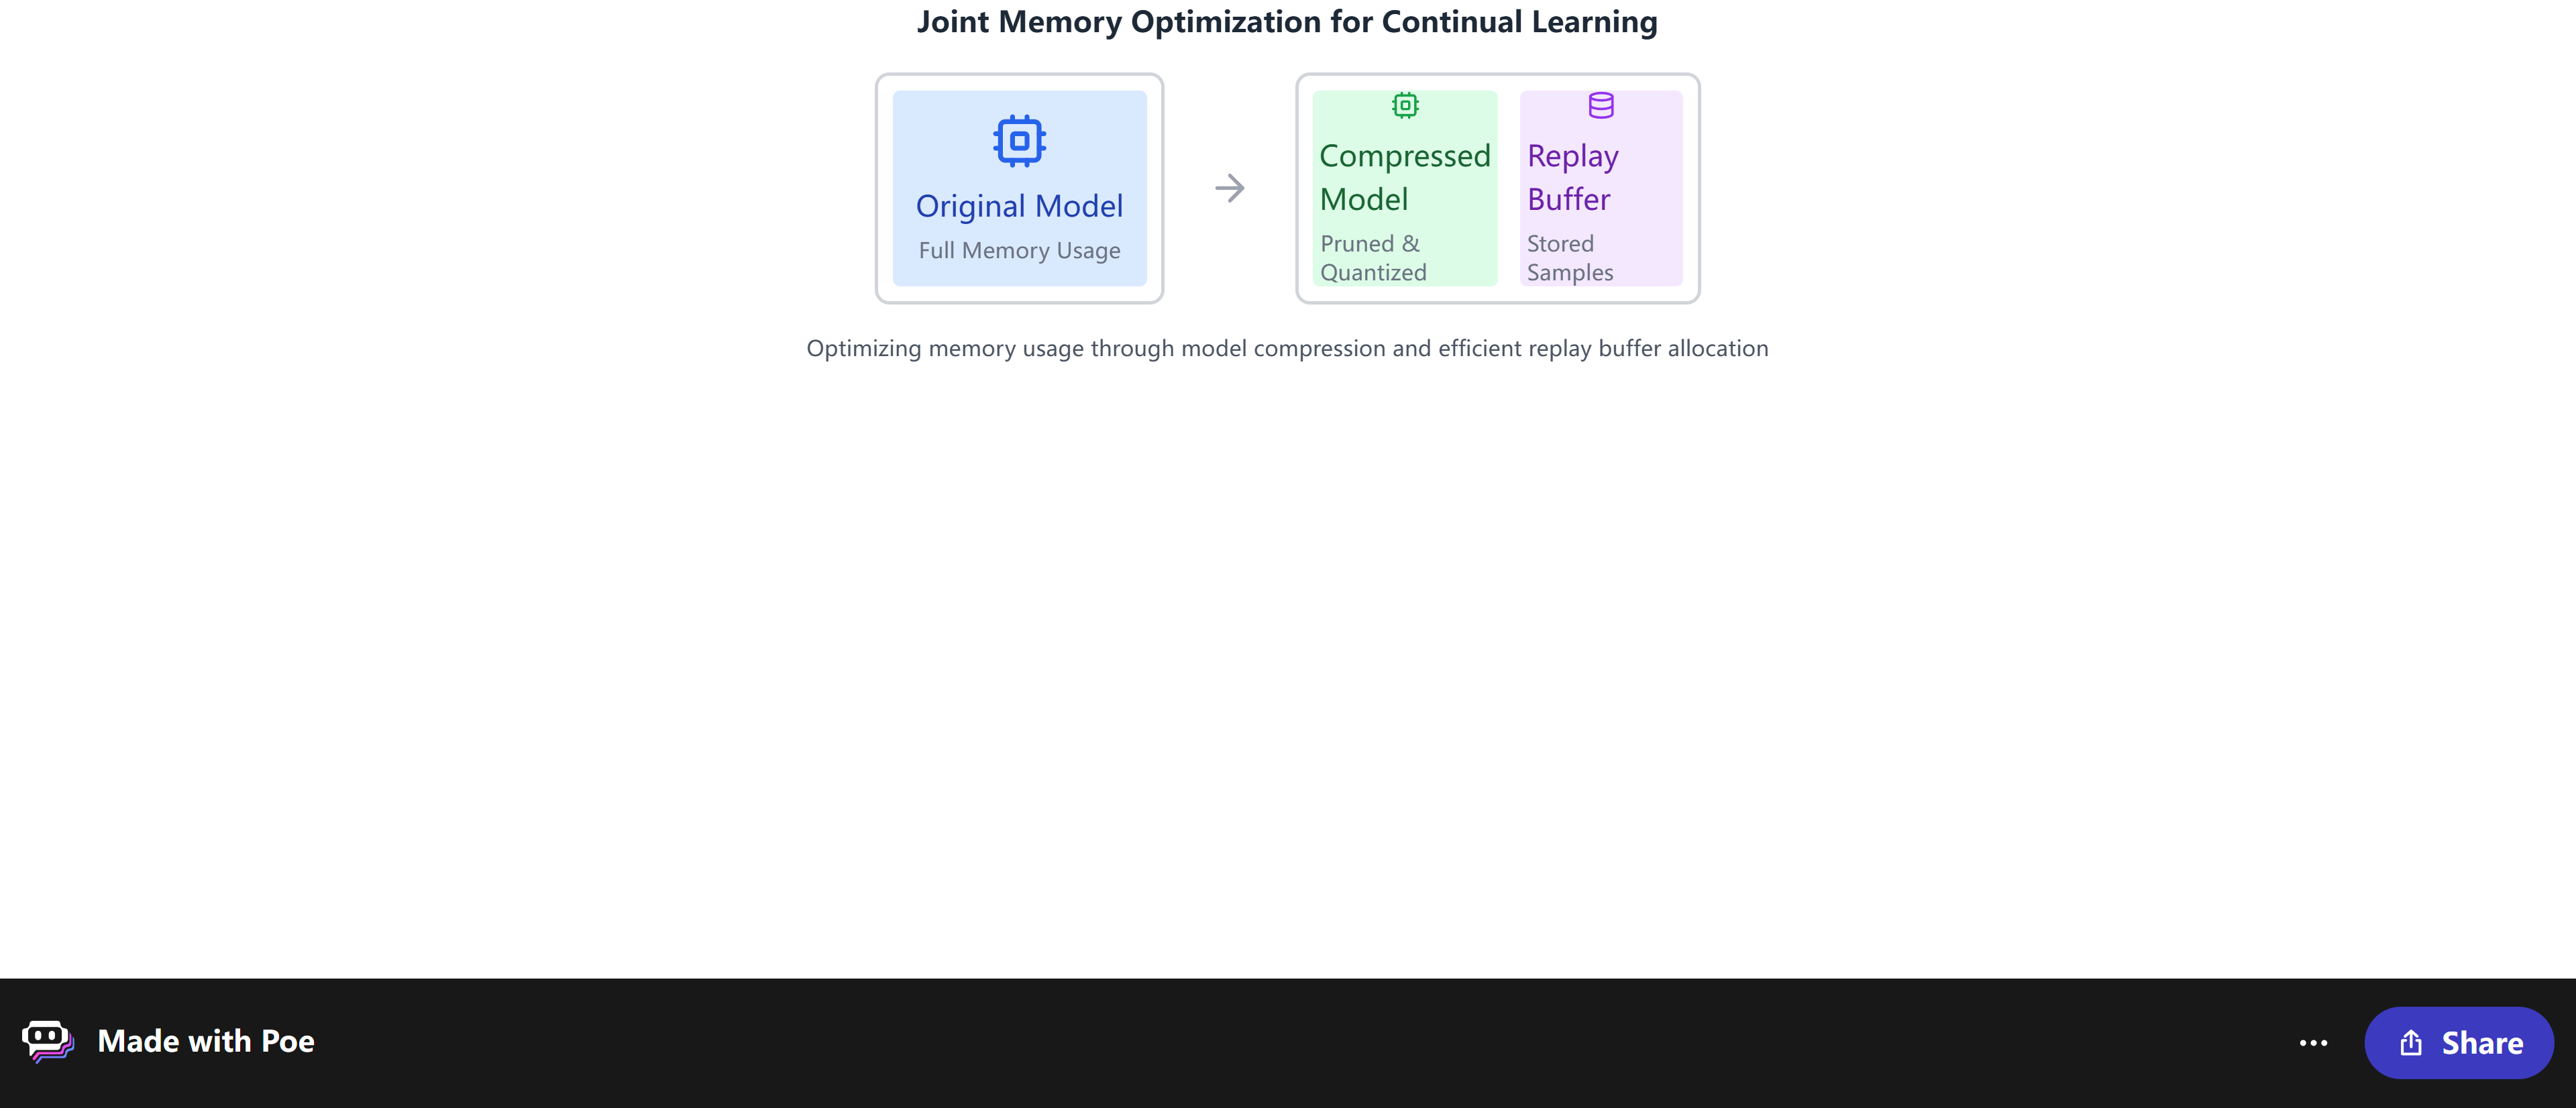 Joint Memory Optimization for Continual Learning
Original Model
Full Memory Usage
Compressed
Model
Pruned &
Quantized
Replay
Buffer
Stored
Samples
Optimizing memory usage through model compression and efficient replay buffer allocation
Made with Poe
Share